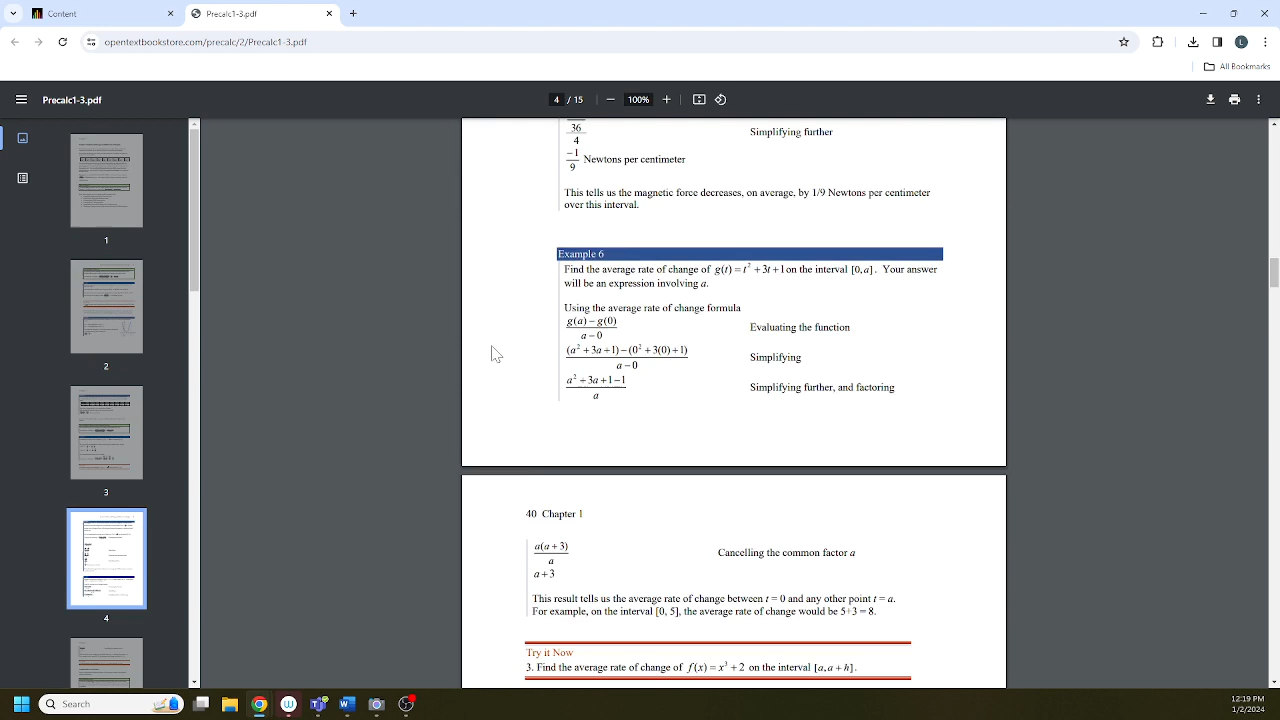 Content
Precalc1-3.pdf
opentextbookstore.com/precalc/2/Precalc1-3.pdf
L
All Bookmarks
Precalc1-3.pdf
4 / 15
100%
1
2
3
4
36
4
Simplifying further
−1
9
Newtons per centimeter
This tells us the magnetic force decreases, on average, by 1/9 Newtons per centimeter
over this interval.
Example 6
Find the average rate of change of g(t) = t² + 3t + 1 on the interval [0, a]. Your answer
will be an expression involving a.
Using the average rate of change formula
g(a) − g(0)
a − 0
Evaluating the function
(a² + 3a + 1) − (0² + 3(0) + 1)
a − 0
Simplifying
a² + 3a + 1 − 1
a
Simplifying further, and factoring
40 Chapter 1
a(a + 3)
Cancelling the common factor a
a + 3
This result tells us the average rate of change between t = 0 and any other point t = a.
For example, on the interval [0, 5], the average rate of change would be 5+3 = 8.
Try it Now
3. Find the average rate of change of f(x) = x³ + 2 on the interval [a, a + h].
Search
12:19 PM
1/2/2024